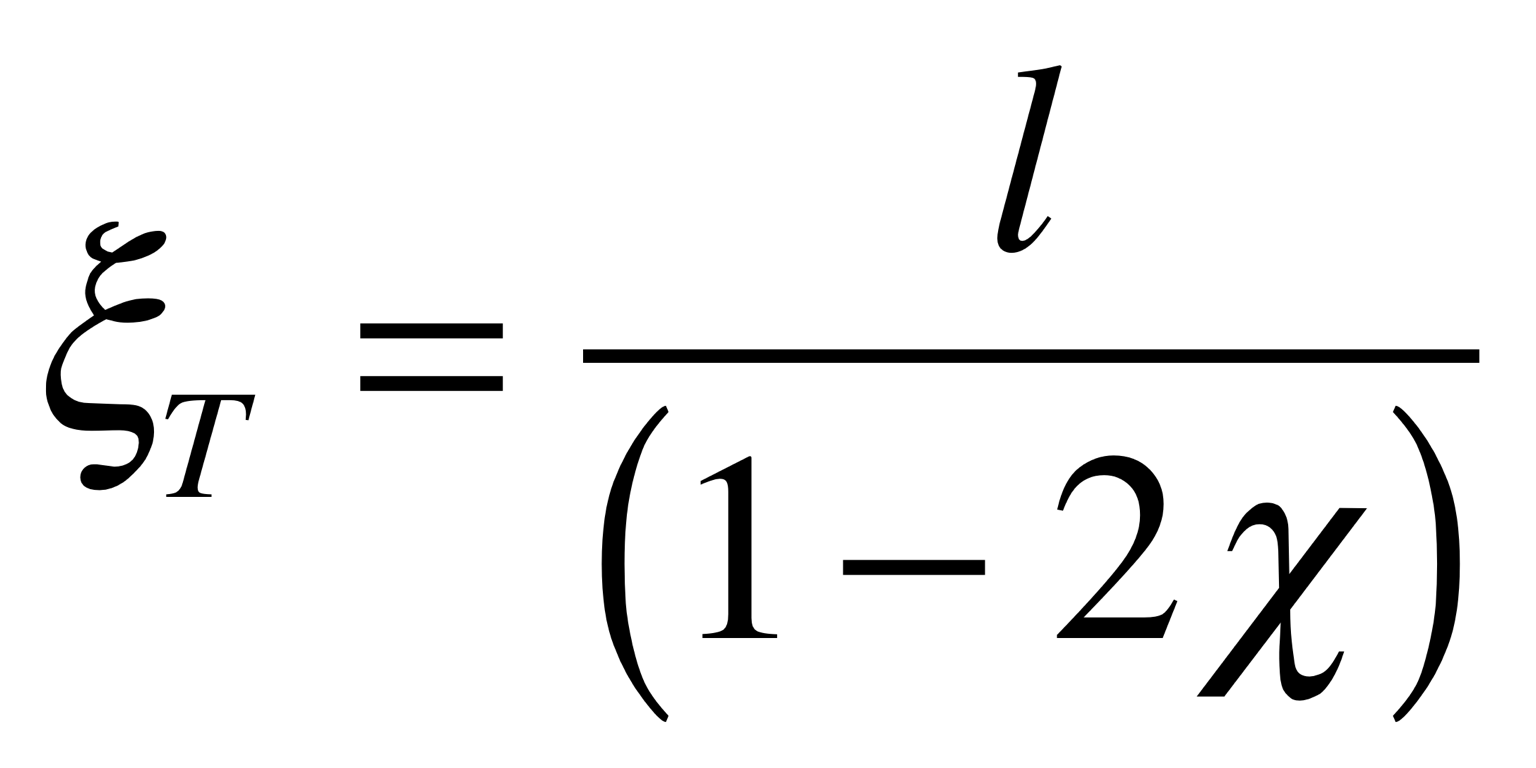 ξ_T = l / (1 − 2χ)